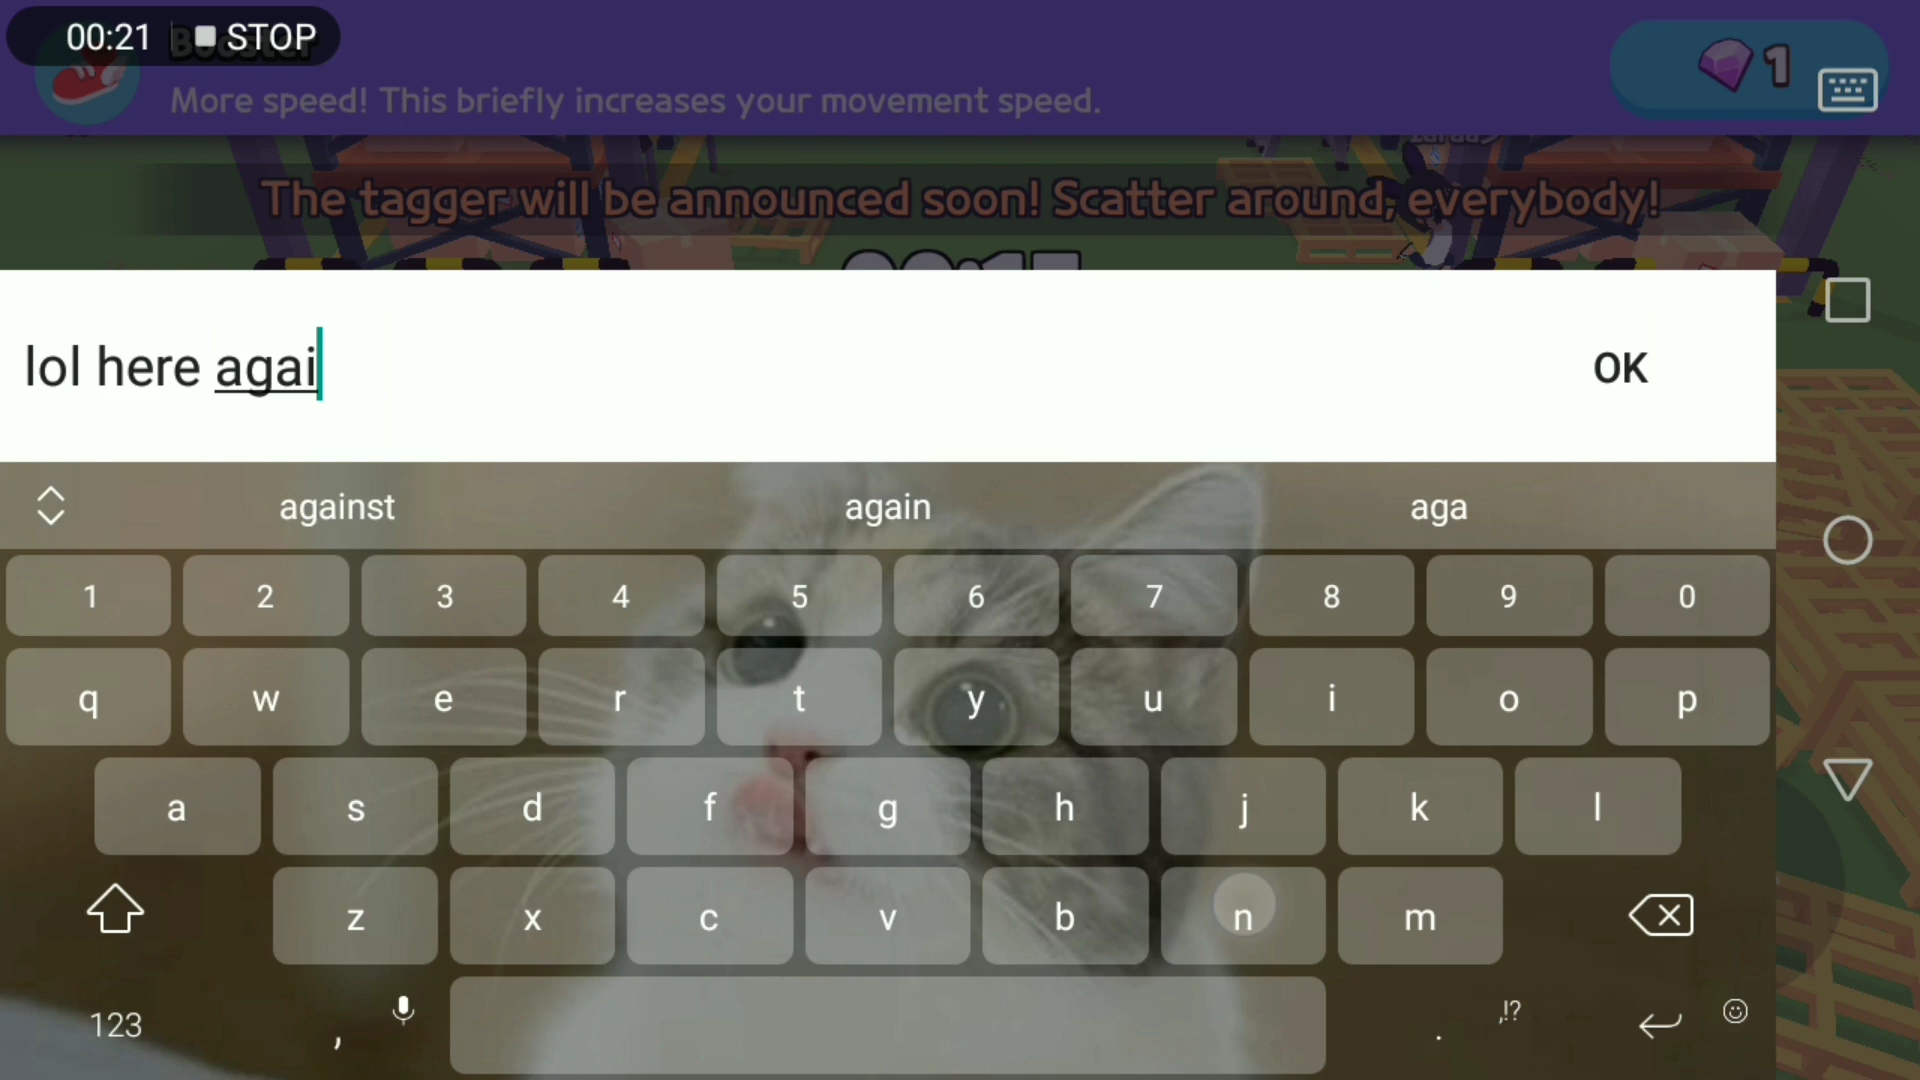 00:21 STOP
Booster
More speed! This briefly increases your movement speed.
1
The tagger will be announced soon! Scatter around, everybody!
lol here agai
OK
against again aga
1 2 3 4 5 6 7 8 9 0
q w e r t y u i o p
a s d f g h j k l
z x c v b n m
123 , . ,!?